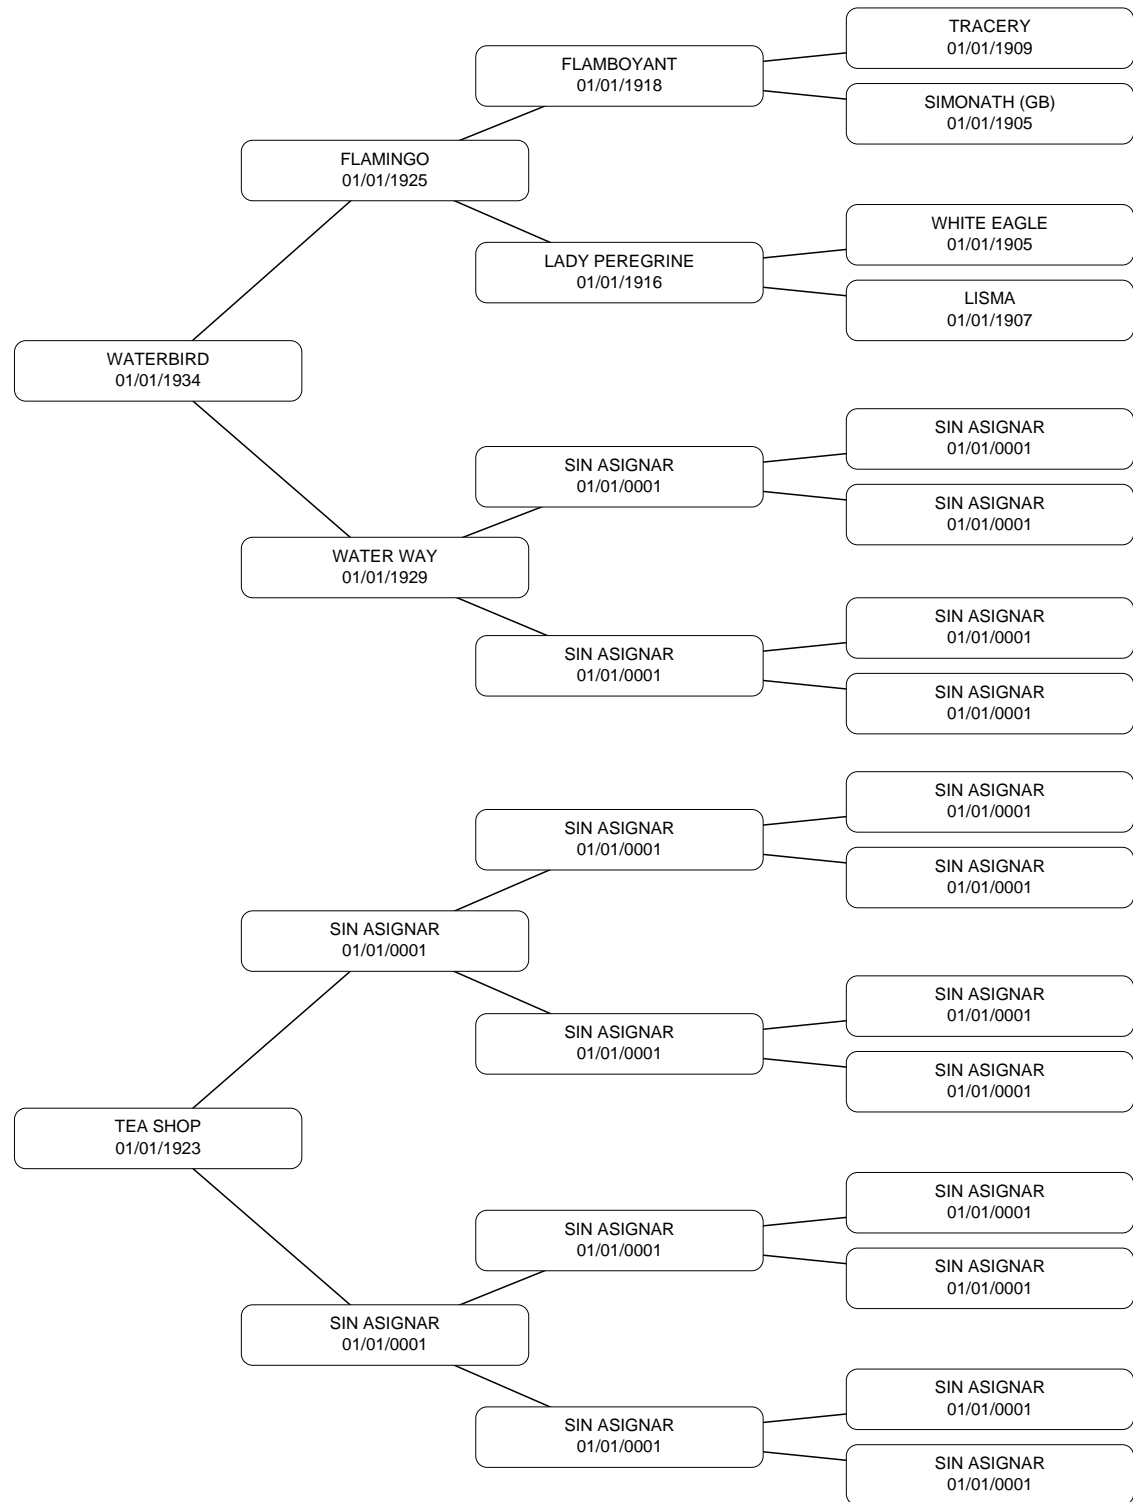 TRACERY
01/01/1909
FLAMBOYANT
01/01/1918
SIMONATH (GB)
01/01/1905
FLAMINGO
01/01/1925
WHITE EAGLE
01/01/1905
LADY PEREGRINE
01/01/1916
LISMA
01/01/1907
WATERBIRD
01/01/1934
SIN ASIGNAR
01/01/0001
SIN ASIGNAR
01/01/0001
SIN ASIGNAR
01/01/0001
WATER WAY
01/01/1929
SIN ASIGNAR
01/01/0001
SIN ASIGNAR
01/01/0001
SIN ASIGNAR
01/01/0001
SIN ASIGNAR
01/01/0001
SIN ASIGNAR
01/01/0001
SIN ASIGNAR
01/01/0001
SIN ASIGNAR
01/01/0001
SIN ASIGNAR
01/01/0001
SIN ASIGNAR
01/01/0001
SIN ASIGNAR
01/01/0001
TEA SHOP
01/01/1923
SIN ASIGNAR
01/01/0001
SIN ASIGNAR
01/01/0001
SIN ASIGNAR
01/01/0001
SIN ASIGNAR
01/01/0001
SIN ASIGNAR
01/01/0001
SIN ASIGNAR
01/01/0001
SIN ASIGNAR
01/01/0001